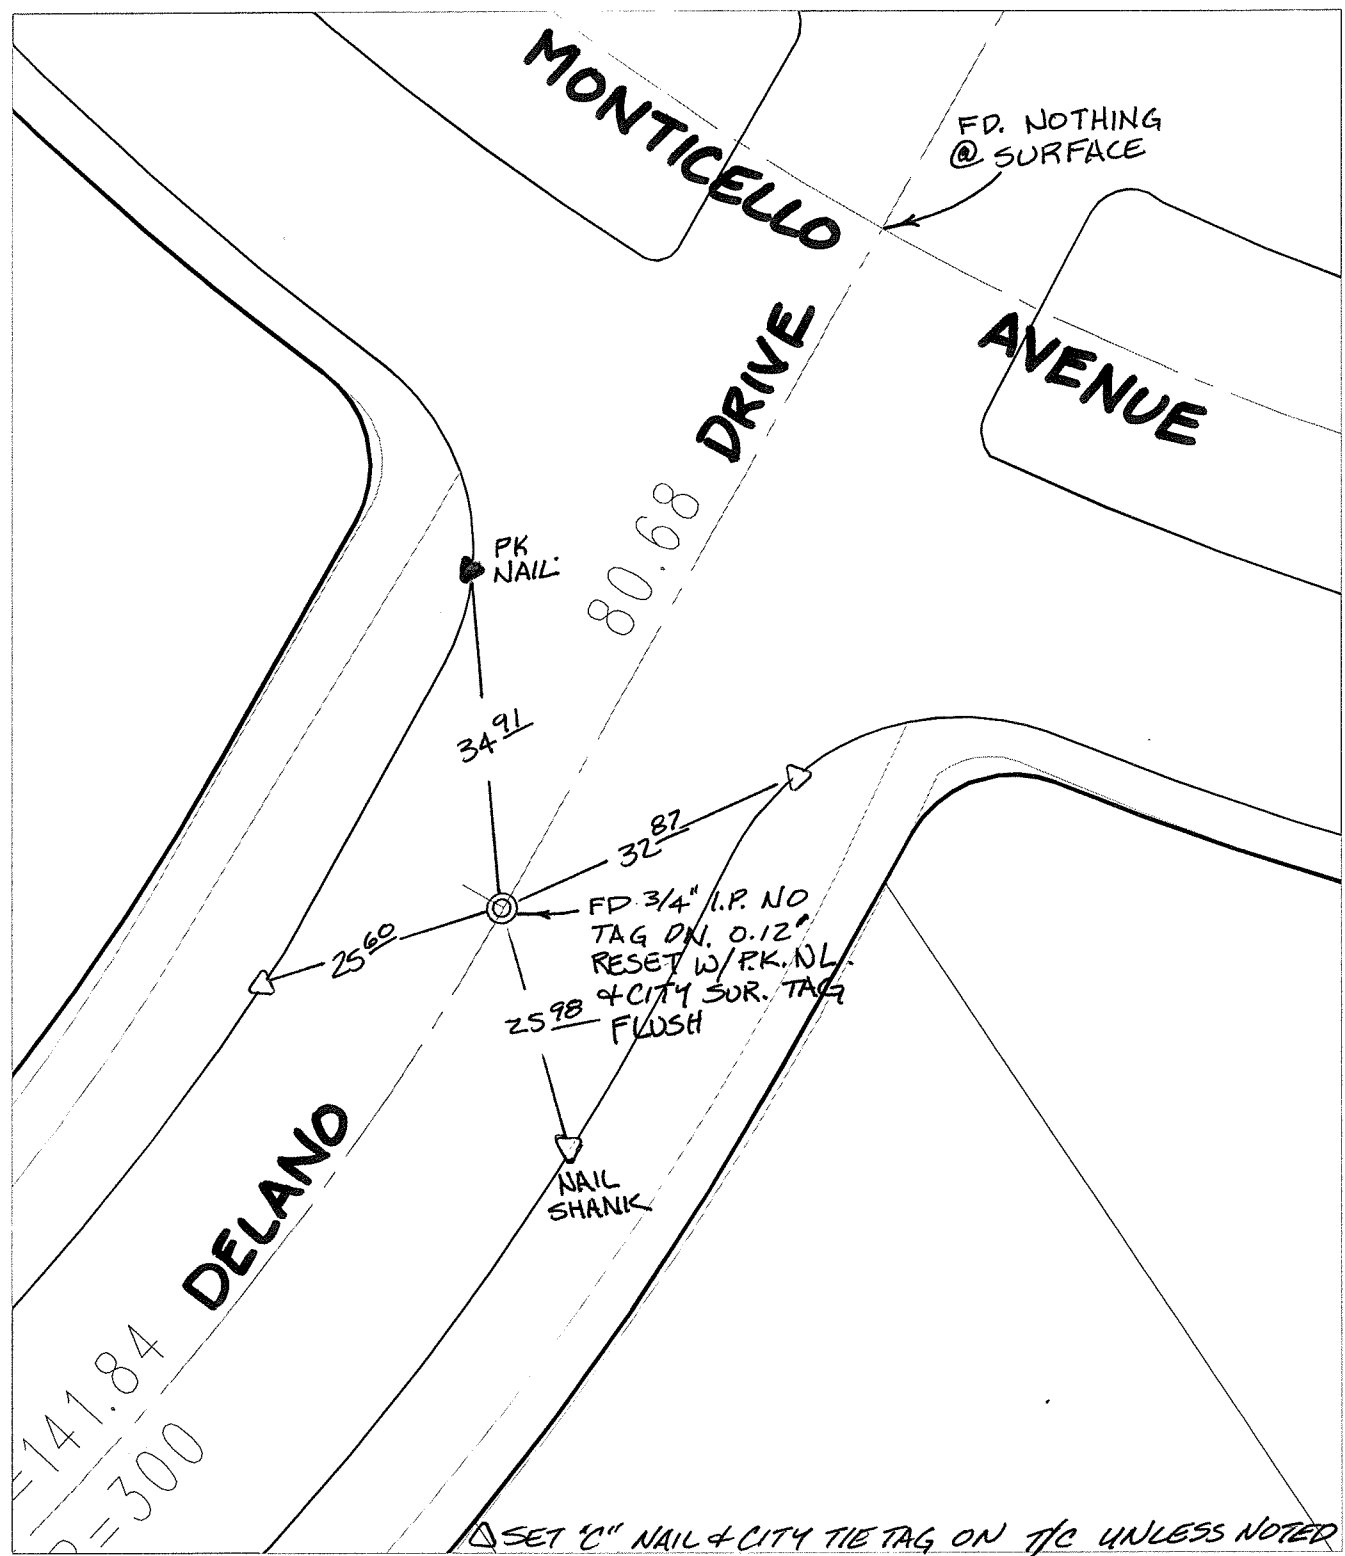 MONTICELLO
FD. NOTHING
@ SURFACE
AVENUE
DRIVE
80.68
PK
NAIL
34 91
32 87
FD 3/4" I.P. NO
TAG DN. 0.12'
RESET W/ P.K. NL.
& CITY SUR. TAG
FLUSH
25 60
25 98
NAIL
SHANK
DELANO
=141.84
=300
△ SET "C" NAIL & CITY TIE TAG ON T/C UNLESS NOTED